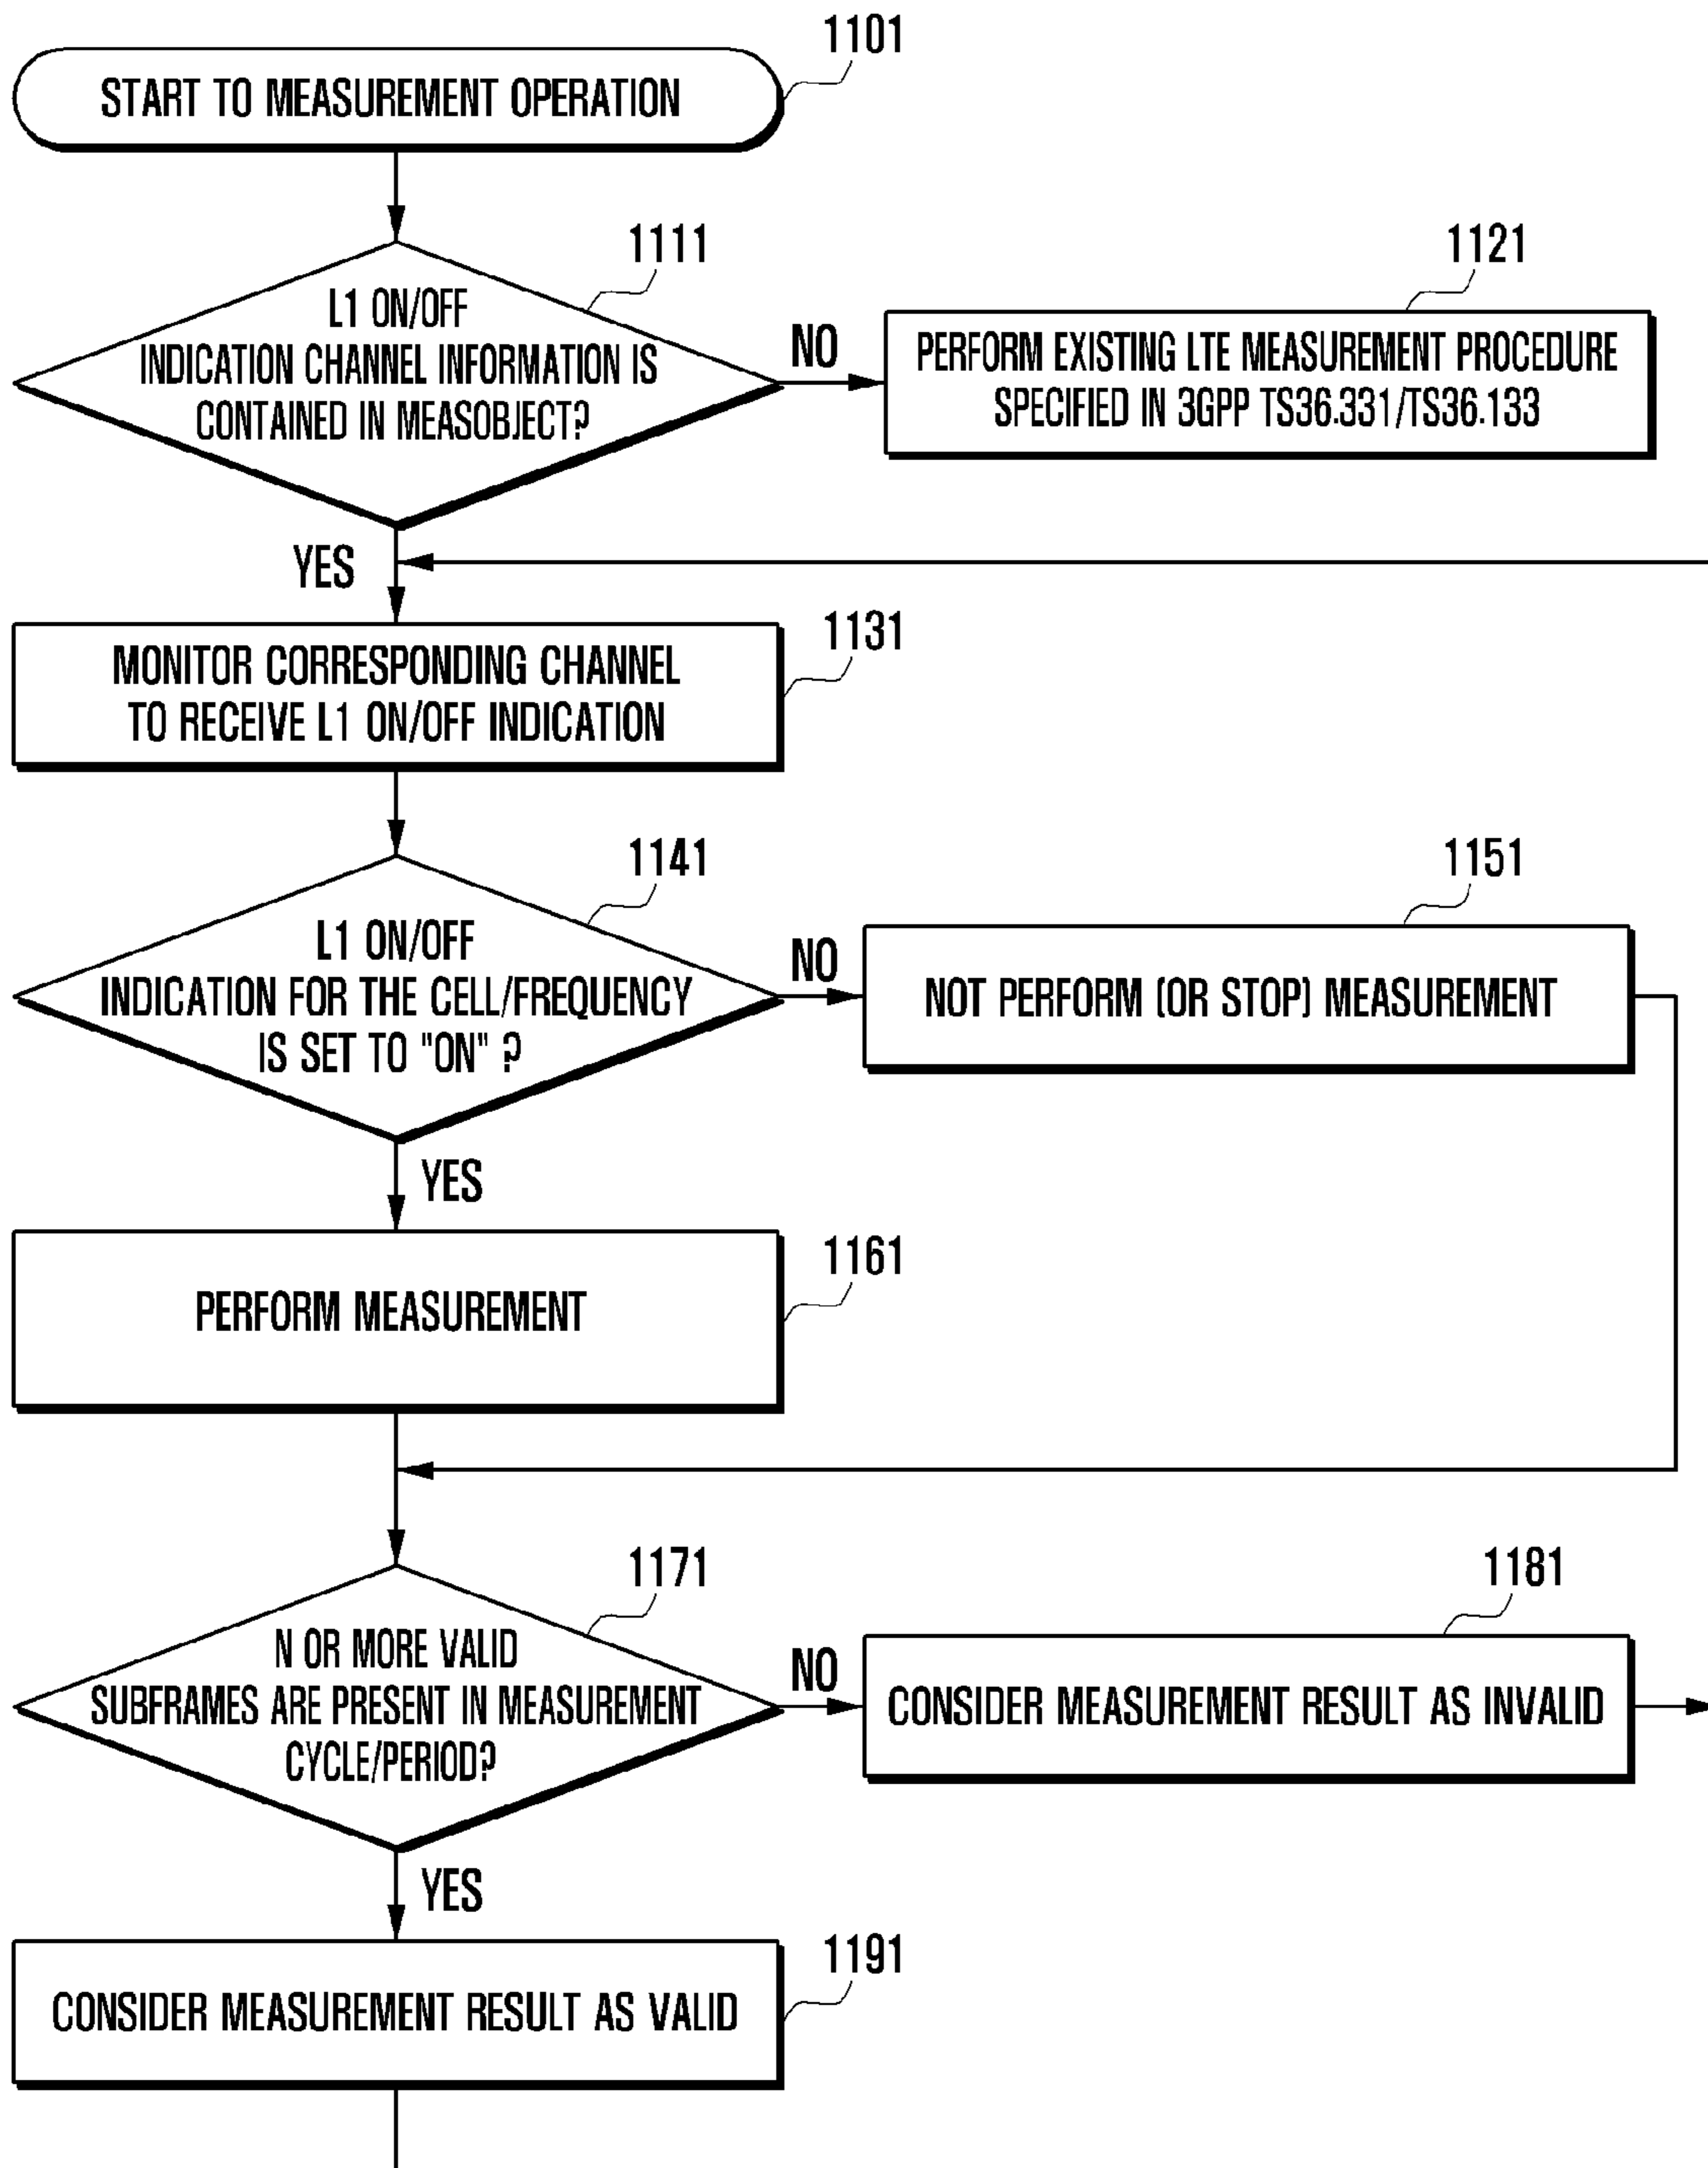 1101
START TO MEASUREMENT OPERATION
1111
L1 ON/OFF
INDICATION CHANNEL INFORMATION IS
CONTAINED IN MEASOBJECT?
NO
1121
PERFORM EXISTING LTE MEASUREMENT PROCEDURE
SPECIFIED IN 3GPP TS36.331/TS36.133
YES
1131
MONITOR CORRESPONDING CHANNEL
TO RECEIVE L1 ON/OFF INDICATION
1141
L1 ON/OFF
INDICATION FOR THE CELL/FREQUENCY
IS SET TO "ON" ?
NO
1151
NOT PERFORM (OR STOP) MEASUREMENT
YES
1161
PERFORM MEASUREMENT
1171
N OR MORE VALID
SUBFRAMES ARE PRESENT IN MEASUREMENT
CYCLE/PERIOD?
NO
1181
CONSIDER MEASUREMENT RESULT AS INVALID
YES
1191
CONSIDER MEASUREMENT RESULT AS VALID